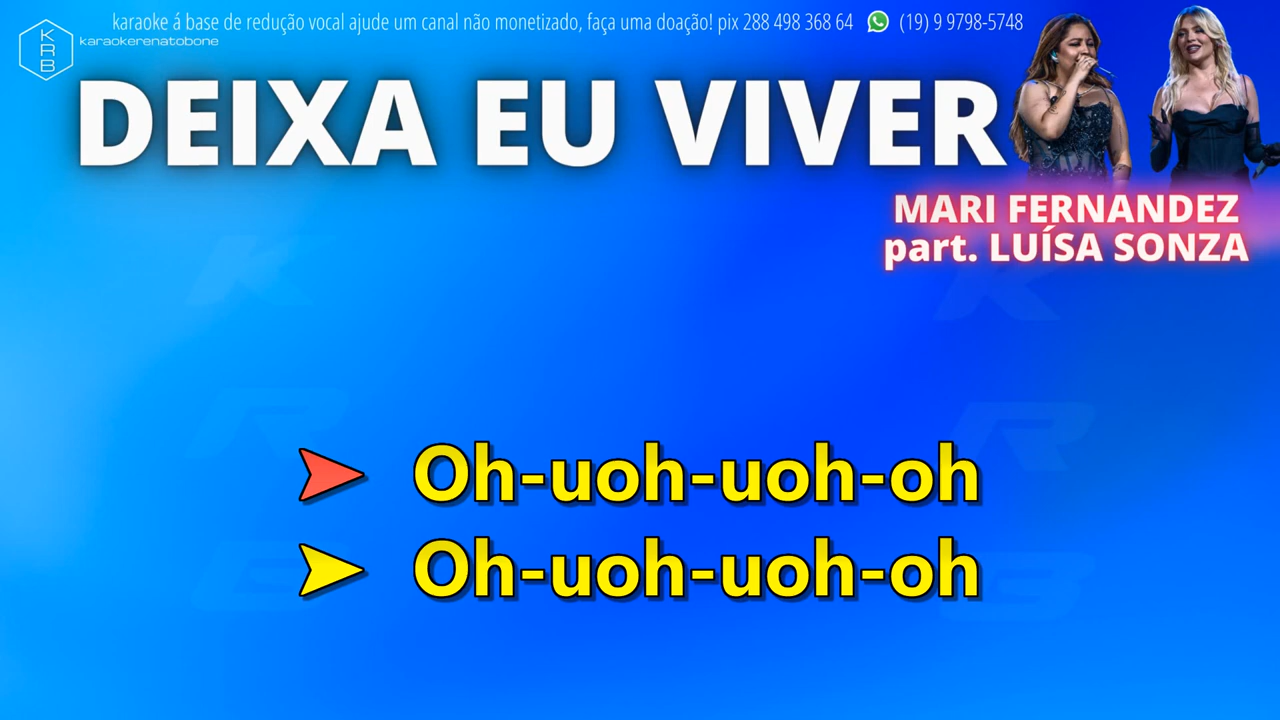 karaoke á base de redução vocal ajude um canal não monetizado, faça uma doação! pix 288 498 368 64 (19) 9 9798-5748
K
R
B
karaokerenatobone
DEIXA EU VIVER
MARI FERNANDEZ
part. LUÍSA SONZA
K K
R R
Oh-uoh-uoh-oh
Oh-uoh-uoh-oh
B B